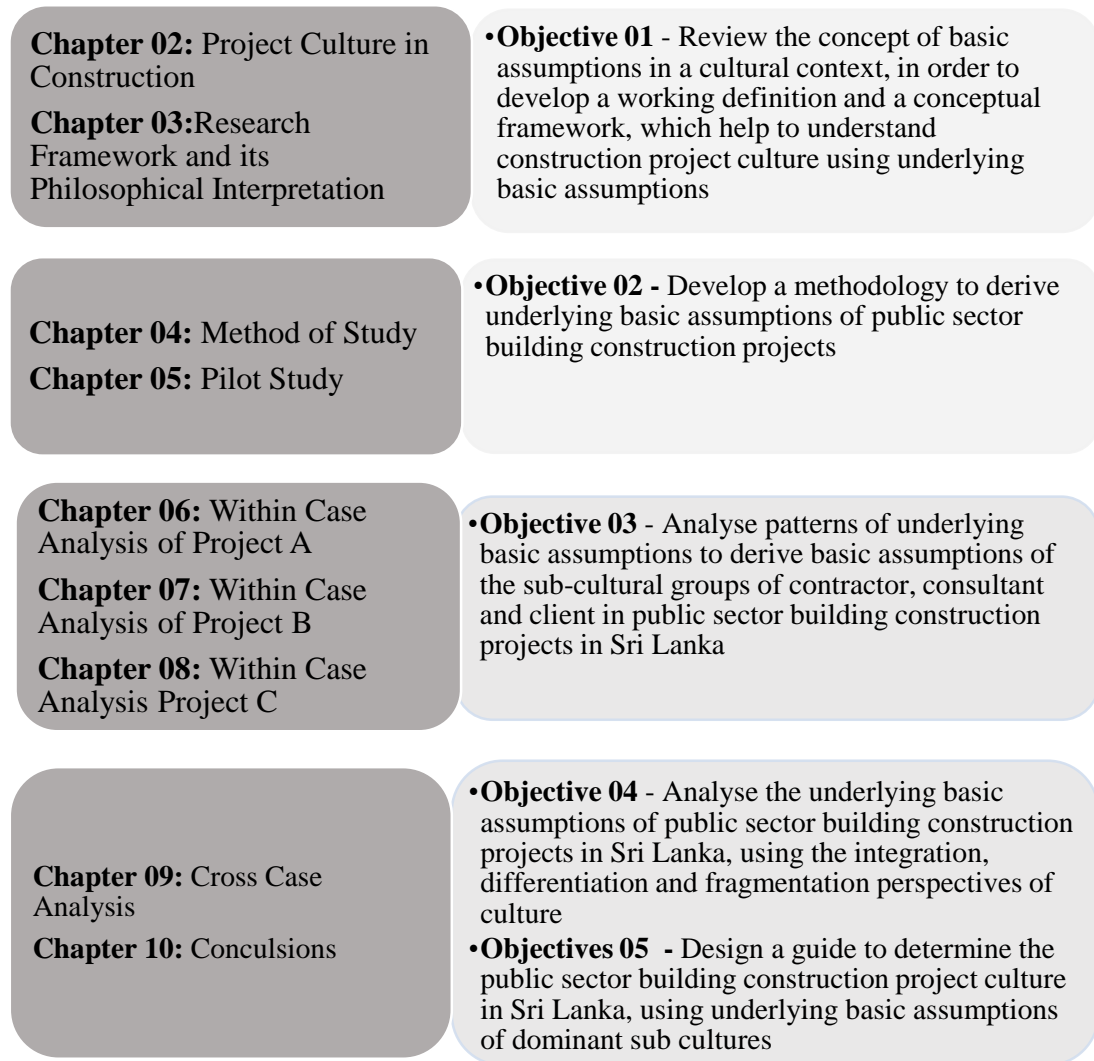 Chapter 02: Project Culture in
Construction
Chapter 03:Research
Framework and its
Philosophical Interpretation
•Objective 01 - Review the concept of basic
assumptions in a cultural context, in order to
develop a working definition and a conceptual
framework, which help to understand
construction project culture using underlying
basic assumptions
Chapter 04: Method of Study
Chapter 05: Pilot Study
•Objective 02 - Develop a methodology to derive
underlying basic assumptions of public sector
building construction projects
Chapter 06: Within Case
Analysis of Project A
Chapter 07: Within Case
Analysis of Project B
Chapter 08: Within Case
Analysis Project C
•Objective 03 - Analyse patterns of underlying
basic assumptions to derive basic assumptions of
the sub-cultural groups of contractor, consultant
and client in public sector building construction
projects in Sri Lanka
Chapter 09: Cross Case
Analysis
Chapter 10: Conculsions
•Objective 04 - Analyse the underlying basic
assumptions of public sector building construction
projects in Sri Lanka, using the integration,
differentiation and fragmentation perspectives of
culture
•Objectives 05 - Design a guide to determine the
public sector building construction project culture
in Sri Lanka, using underlying basic assumptions
of dominant sub cultures